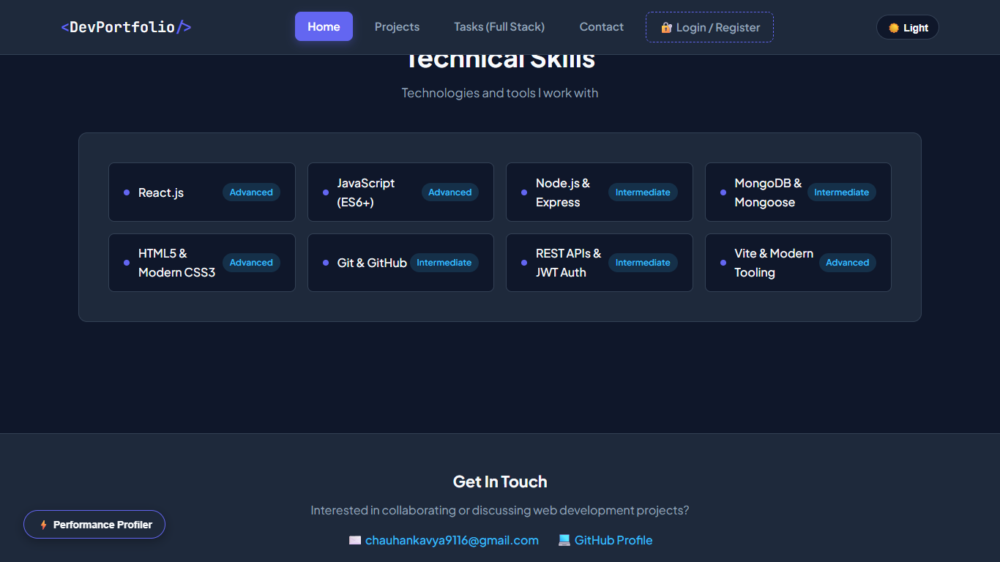 <DevPortfolio/>
Home
Projects
Tasks (Full Stack)
Contact
Login / Register
Light
Technical Skills
Technologies and tools I work with
React.js
Advanced
JavaScript
(ES6+)
Advanced
Node.js &
Express
Intermediate
MongoDB &
Mongoose
Intermediate
HTML5 &
Modern CSS3
Advanced
Git & GitHub
Intermediate
REST APIs &
JWT Auth
Intermediate
Vite & Modern
Tooling
Advanced
Get In Touch
Interested in collaborating or discussing web development projects?
Performance Profiler
chauhankavya9116@gmail.com
GitHub Profile